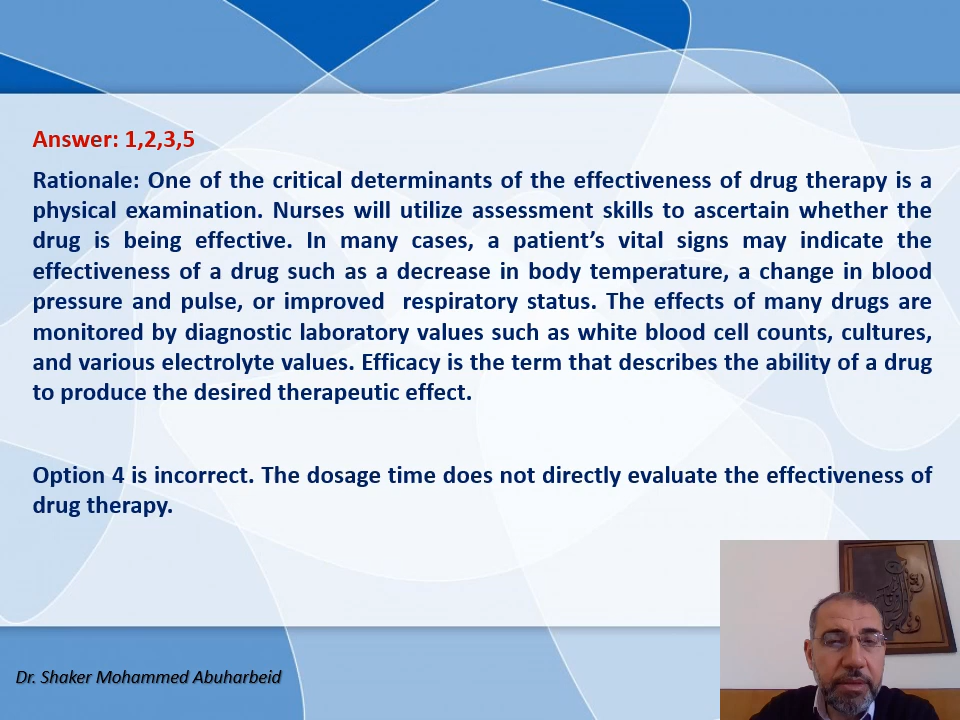 Answer: 1,2,3,5
Rationale: One of the critical determinants of the effectiveness of drug therapy is a
physical examination. Nurses will utilize assessment skills to ascertain whether the
drug is being effective. In many cases, a patient’s vital signs may indicate the
effectiveness of a drug such as a decrease in body temperature, a change in blood
pressure and pulse, or improved  respiratory status. The effects of many drugs are
monitored by diagnostic laboratory values such as white blood cell counts, cultures,
and various electrolyte values. Efficacy is the term that describes the ability of a drug
to produce the desired therapeutic effect.
Option 4 is incorrect. The dosage time does not directly evaluate the effectiveness of
drug therapy.
Dr. Shaker Mohammed Abuharbeid